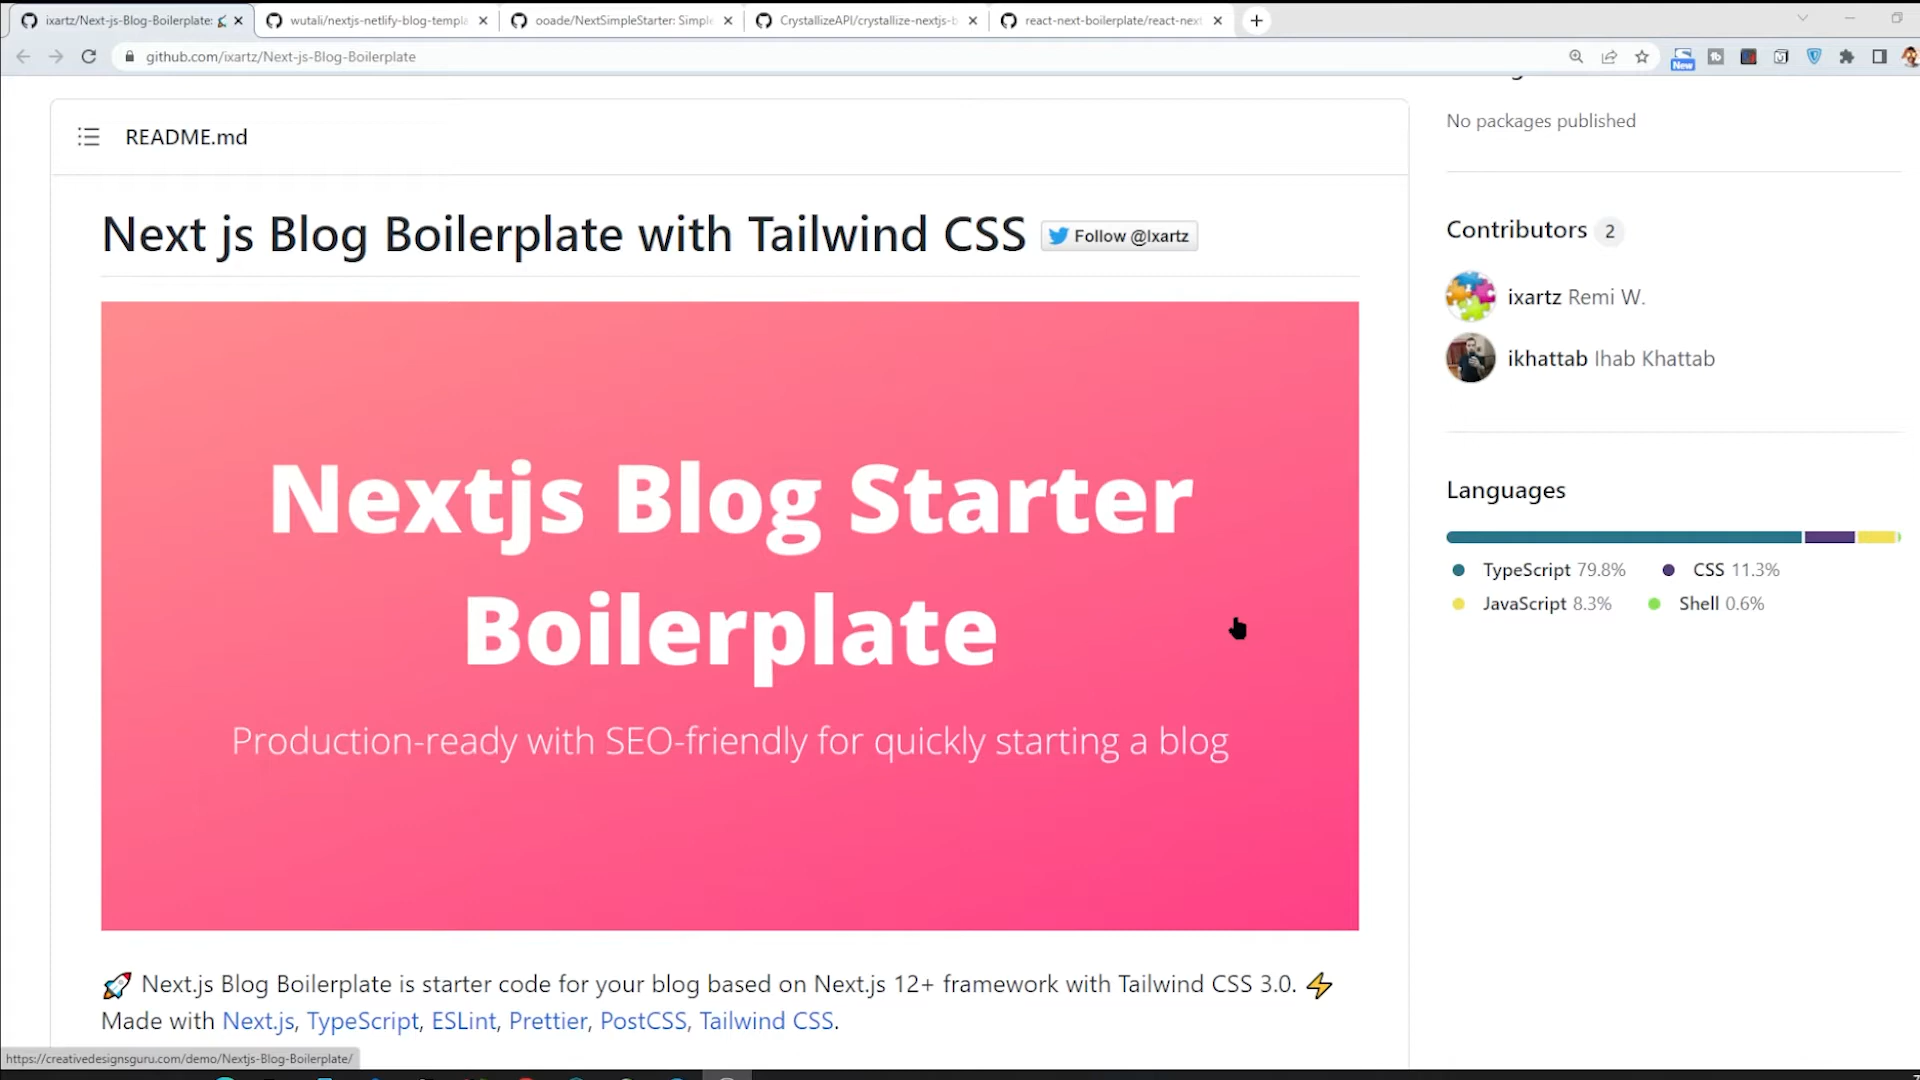 ixartz/Next-js-Blog-Boilerplate:
wutali/nextjs-netlify-blog-templa
ooade/NextSimpleStarter: Simple
CrystallizeAPI/crystallize-nextjs-b
react-next-boilerplate/react-next
github.com/ixartz/Next-js-Blog-Boilerplate
New
README.md
No packages published
Next js Blog Boilerplate with Tailwind CSS
Follow @Ixartz
Contributors 2
ixartz Remi W.
ikhattab Ihab Khattab
Nextjs Blog Starter
Boilerplate
Production-ready with SEO-friendly for quickly starting a blog
Languages
TypeScript 79.8%
CSS 11.3%
JavaScript 8.3%
Shell 0.6%
Next.js Blog Boilerplate is starter code for your blog based on Next.js 12+ framework with Tailwind CSS 3.0.
Made with Next.js, TypeScript, ESLint, Prettier, PostCSS, Tailwind CSS.
https://creativedesignsguru.com/demo/Nextjs-Blog-Boilerplate/